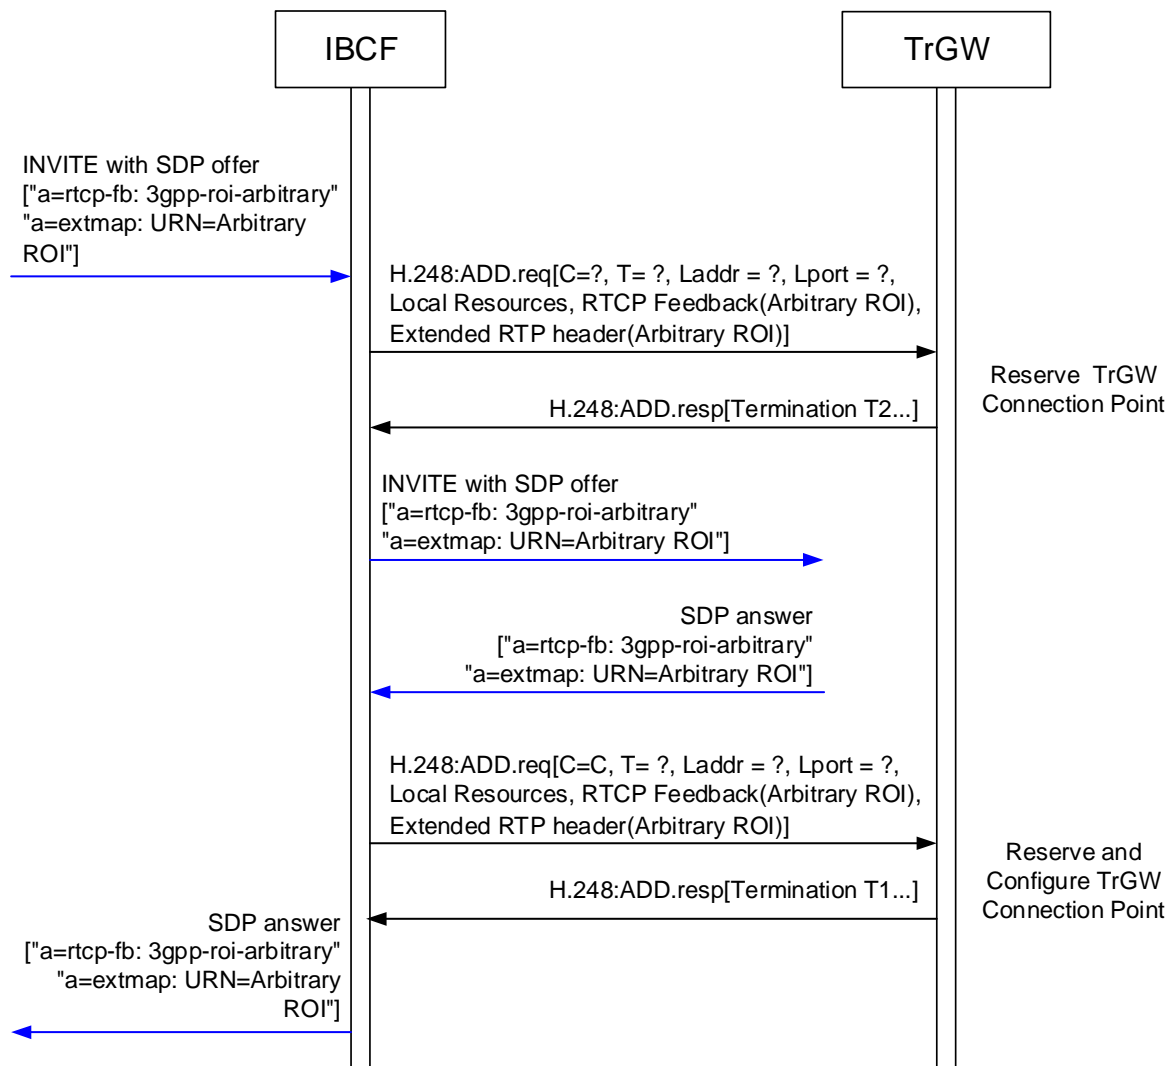 IBCF
TrGW
INVITE with SDP offer
["a=rtcp-fb: 3gpp-roi-arbitrary"
"a=extmap: URN=Arbitrary
ROI"]
H.248:ADD.req[C=?, T= ?, Laddr = ?, Lport = ?,
Local Resources, RTCP Feedback(Arbitrary ROI),
Extended RTP header(Arbitrary ROI)]
Reserve TrGW
Connection Point
H.248:ADD.resp[Termination T2...]
INVITE with SDP offer
["a=rtcp-fb: 3gpp-roi-arbitrary"
"a=extmap: URN=Arbitrary ROI"]
SDP answer
["a=rtcp-fb: 3gpp-roi-arbitrary"
"a=extmap: URN=Arbitrary ROI"]
H.248:ADD.req[C=C, T= ?, Laddr = ?, Lport = ?,
Local Resources, RTCP Feedback(Arbitrary ROI),
Extended RTP header(Arbitrary ROI)]
Reserve and
Configure TrGW
Connection Point
H.248:ADD.resp[Termination T1...]
SDP answer
["a=rtcp-fb: 3gpp-roi-arbitrary"
"a=extmap: URN=Arbitrary
ROI"]